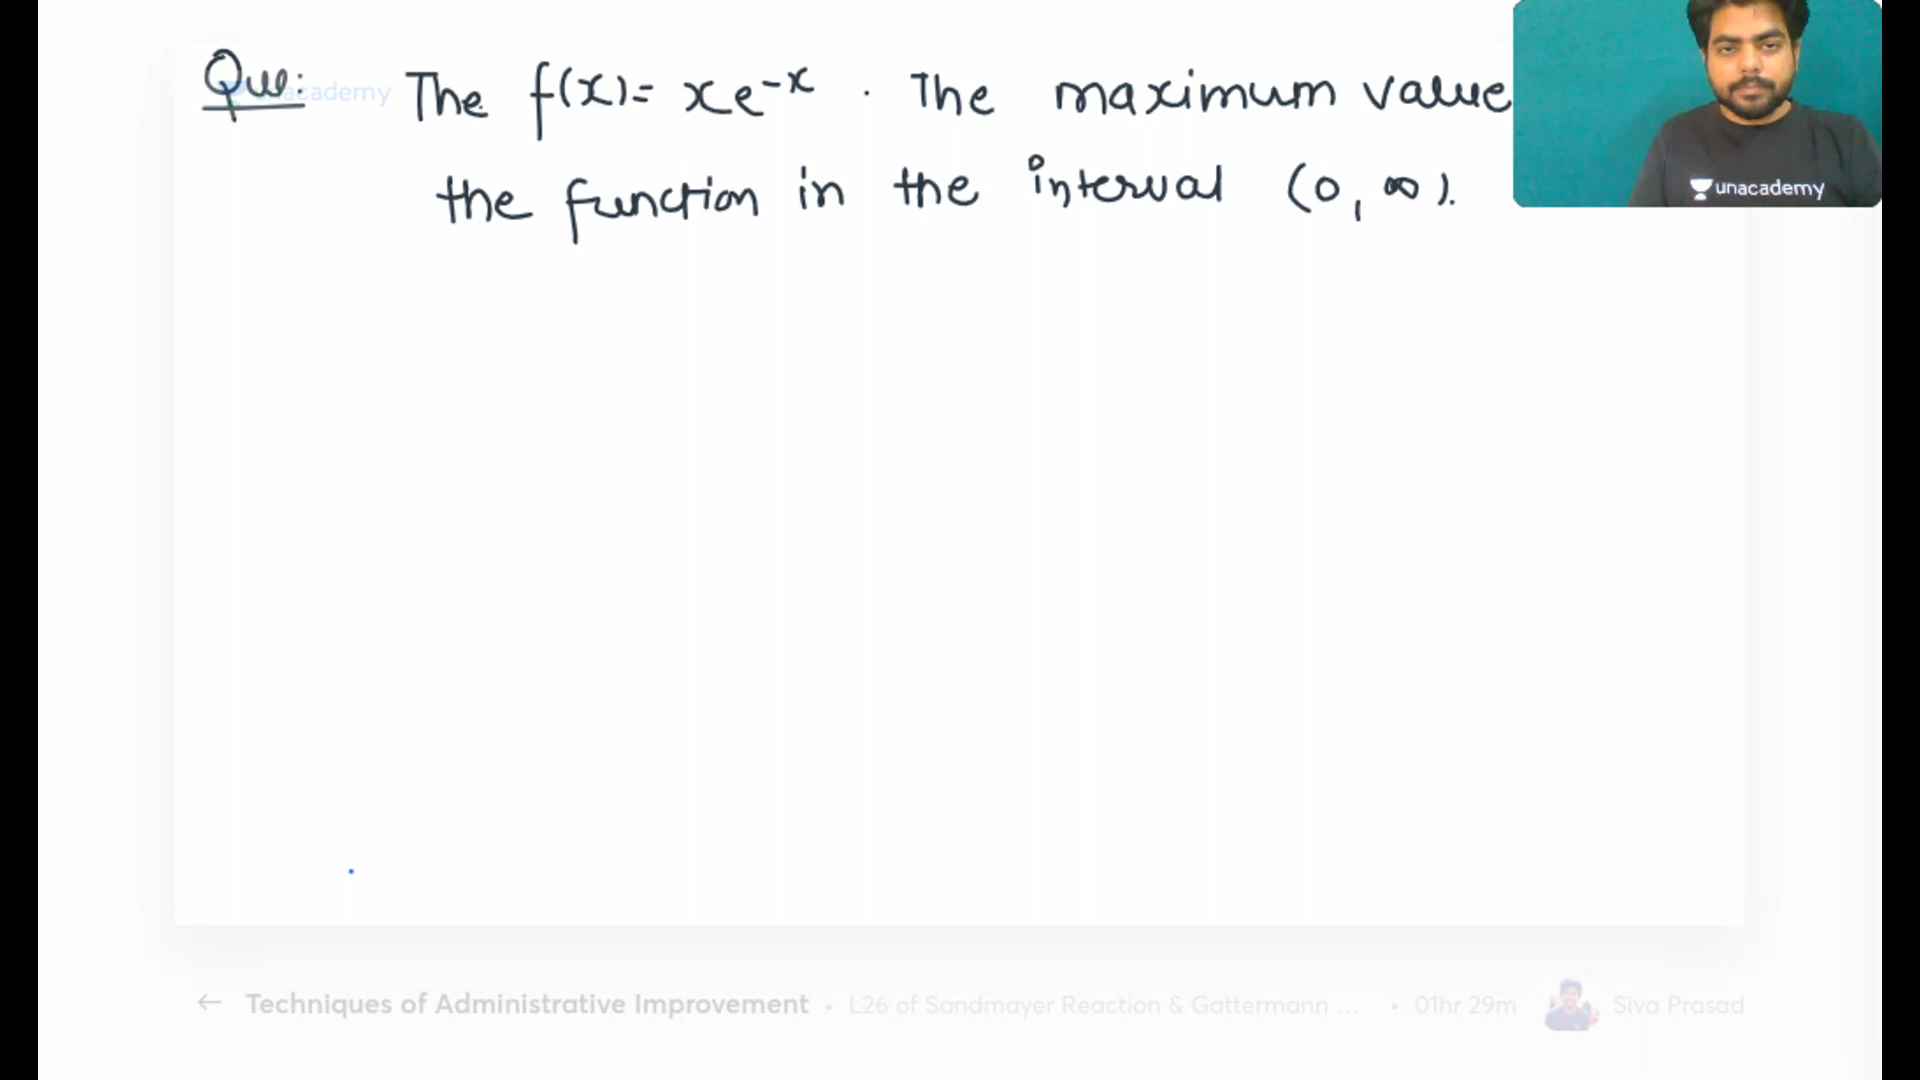 Que: The f(x)= xe-x . The maximum value
the function in the interval (0, ∞).
unacademy
← Techniques of Administrative Improvement • L26 of Sandmayer Reaction & Gattermann ... • 01hr 29m Siva Prasad